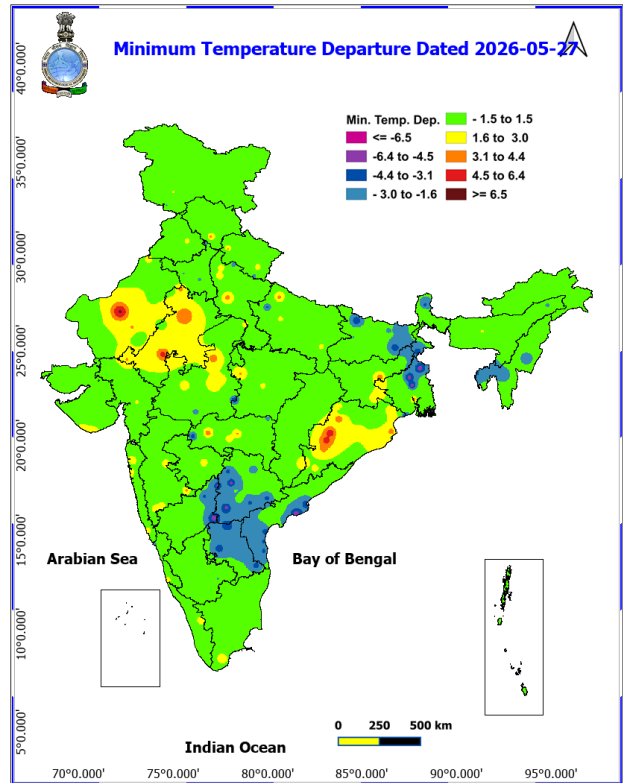 Minimum Temperature Departure Dated 2026-05-27
Min. Temp. Dep.
<= -6.5
-6.4 to -4.5
-4.4 to -3.1
- 3.0 to -1.6
- 1.5 to 1.5
1.6 to 3.0
3.1 to 4.4
4.5 to 6.4
>= 6.5
40°0.000'
35°0.000'
30°0.000'
25°0.000'
20°0.000'
15°0.000'
10°0.000'
5°0.000'
Arabian Sea
Bay of Bengal
0 250 500 km
Indian Ocean
70°0.000' 75°0.000' 80°0.000' 85°0.000' 90°0.000' 95°0.000'